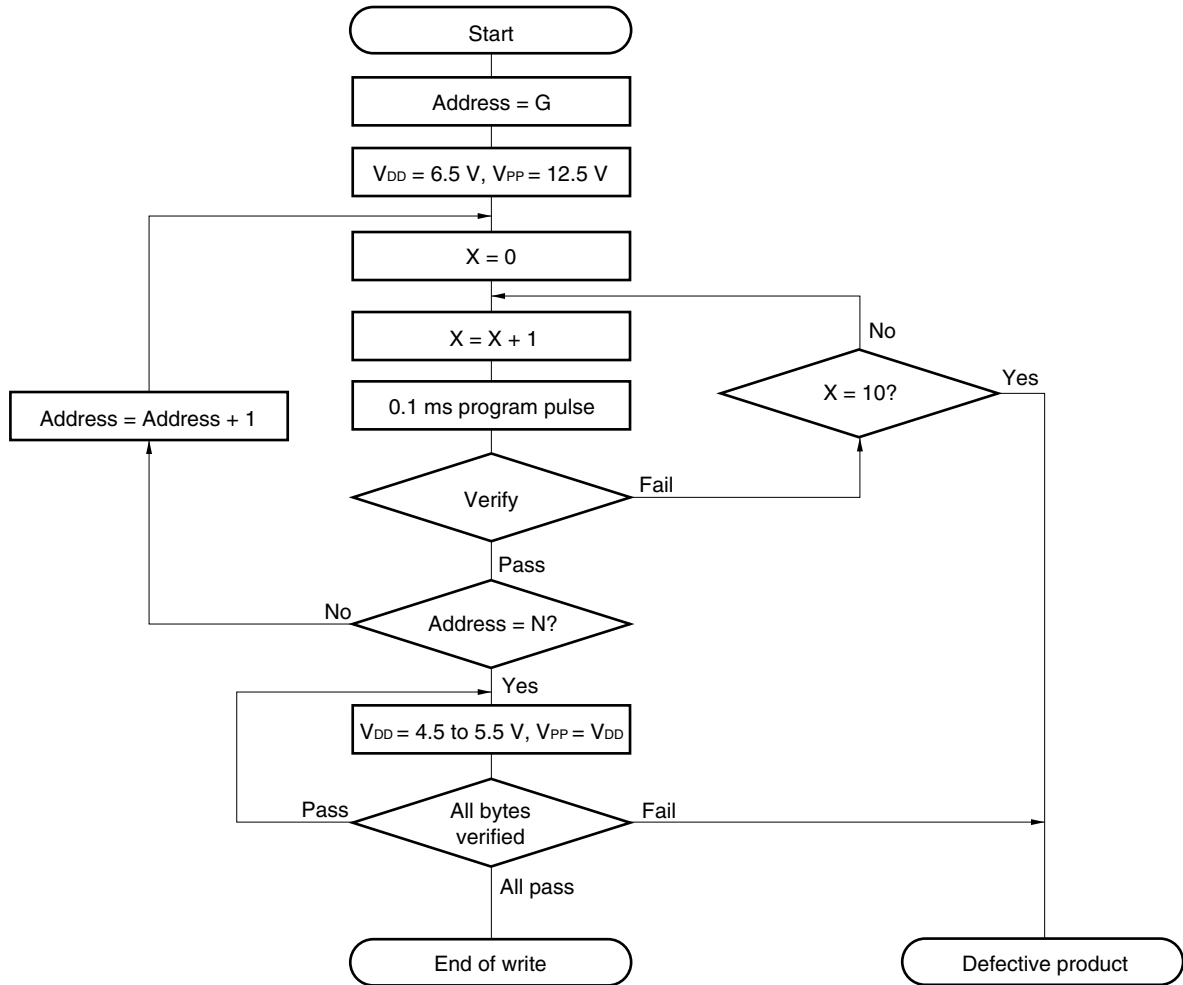 Start
Address = G
VDD = 6.5 V, VPP = 12.5 V
X = 0
X = X + 1
No
X = 10?
Yes
Address = Address + 1
0.1 ms program pulse
Verify
Fail
Pass
No
Address = N?
Yes
VDD = 4.5 to 5.5 V, VPP = VDD
Pass
All bytes
verified
Fail
All pass
End of write
Defective product